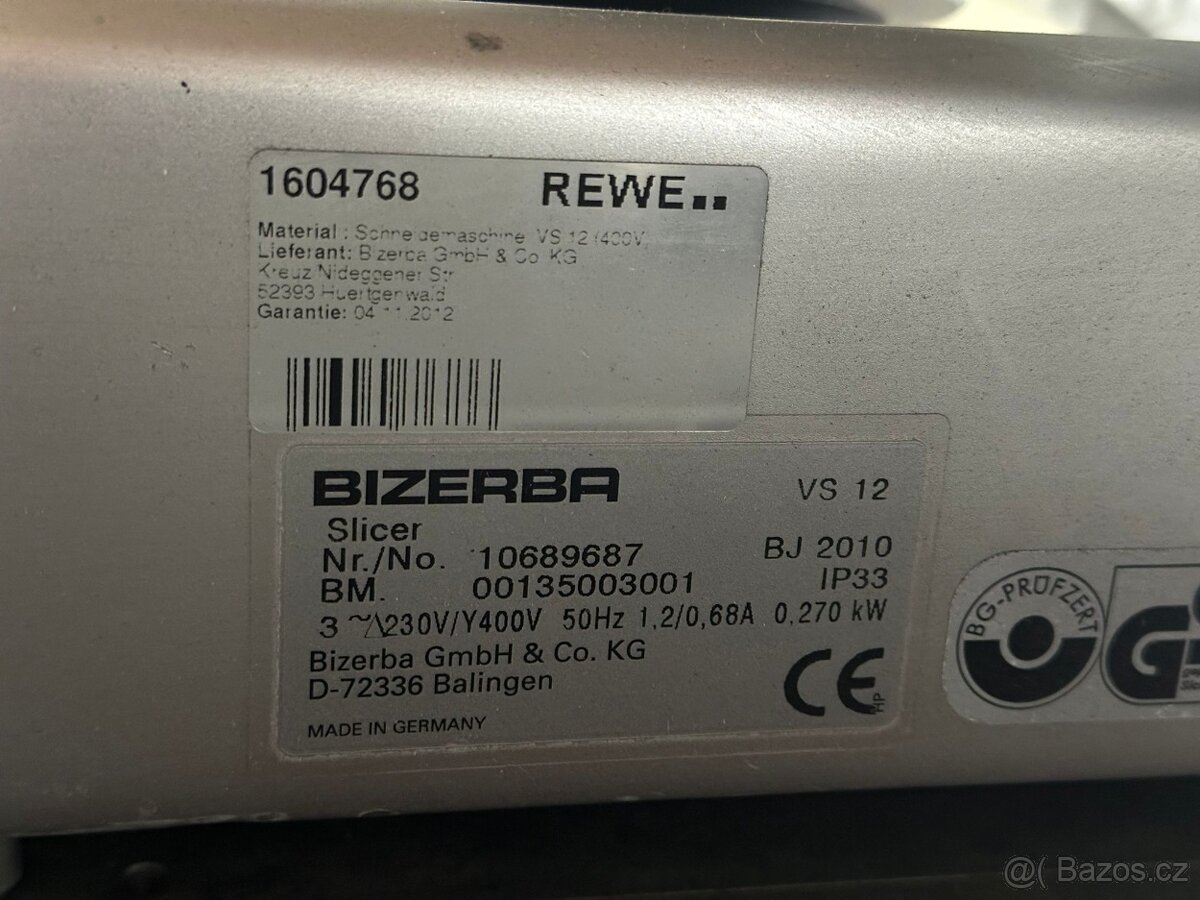 1604768 REWE..
Material : Schneidemaschine VS 12 (400V)
Lieferant: Bizerba GmbH & Co. KG
Kreuz Nideggener Str
52393 Huertgenwald
Garantie: 04.11.2012
BIZERBA VS 12
Slicer
Nr./No. 10689687 BJ 2010
BM. 00135003001 IP33
3 ~△230V/Y400V 50Hz 1,2/0,68A 0,270 kW
Bizerba GmbH & Co. KG
D-72336 Balingen
CE
HP
MADE IN GERMANY
BG-PRÜFZERT
GS
@( Bazos.cz